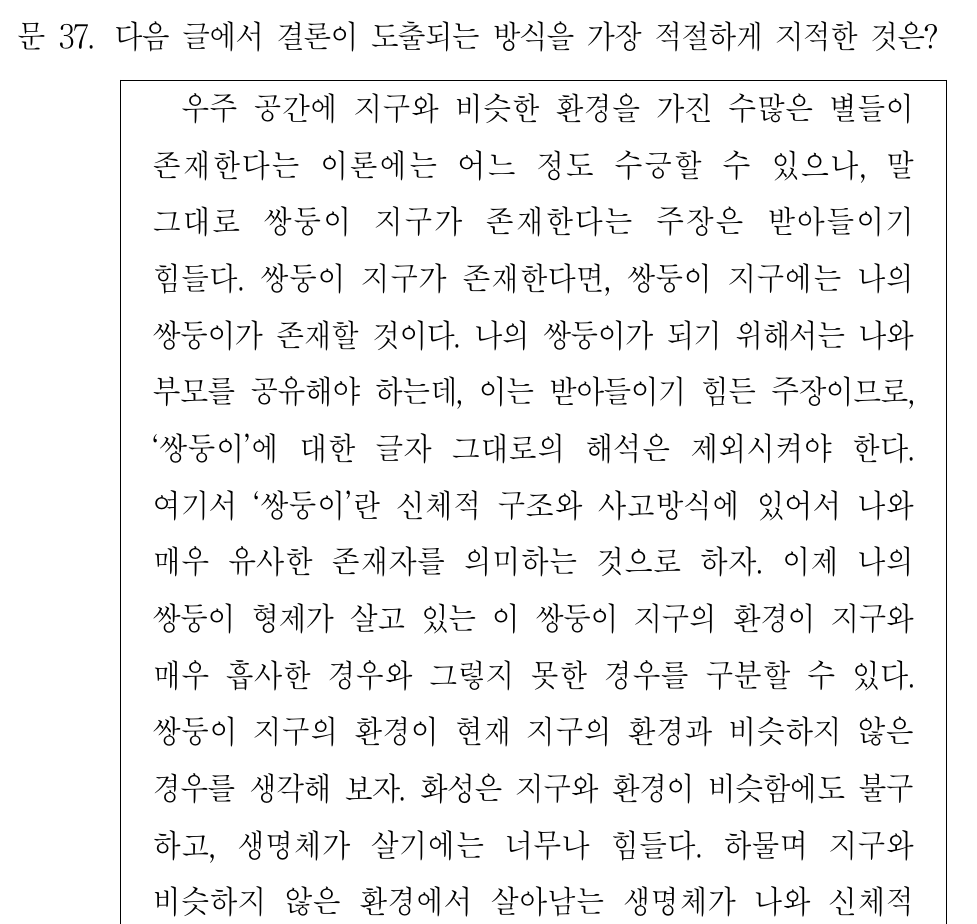 문 37. 다음 글에서 결론이 도출되는 방식을 가장 적절하게 지적한 것은?
우주 공간에 지구와 비슷한 환경을 가진 수많은 별들이
존재한다는 이론에는 어느 정도 수긍할 수 있으나, 말
그대로 쌍둥이 지구가 존재한다는 주장은 받아들이기
힘들다. 쌍둥이 지구가 존재한다면, 쌍둥이 지구에는 나의
쌍둥이가 존재할 것이다. 나의 쌍둥이가 되기 위해서는 나와
부모를 공유해야 하는데, 이는 받아들이기 힘든 주장이므로,
‘쌍둥이’에 대한 글자 그대로의 해석은 제외시켜야 한다.
여기서 ‘쌍둥이’란 신체적 구조와 사고방식에 있어서 나와
매우 유사한 존재자를 의미하는 것으로 하자. 이제 나의
쌍둥이 형제가 살고 있는 이 쌍둥이 지구의 환경이 지구와
매우 흡사한 경우와 그렇지 못한 경우를 구분할 수 있다.
쌍둥이 지구의 환경이 현재 지구의 환경과 비슷하지 않은
경우를 생각해 보자. 화성은 지구와 환경이 비슷함에도 불구
하고, 생명체가 살기에는 너무나 힘들다. 하물며 지구와
비슷하지 않은 환경에서 살아남는 생명체가 나와 신체적